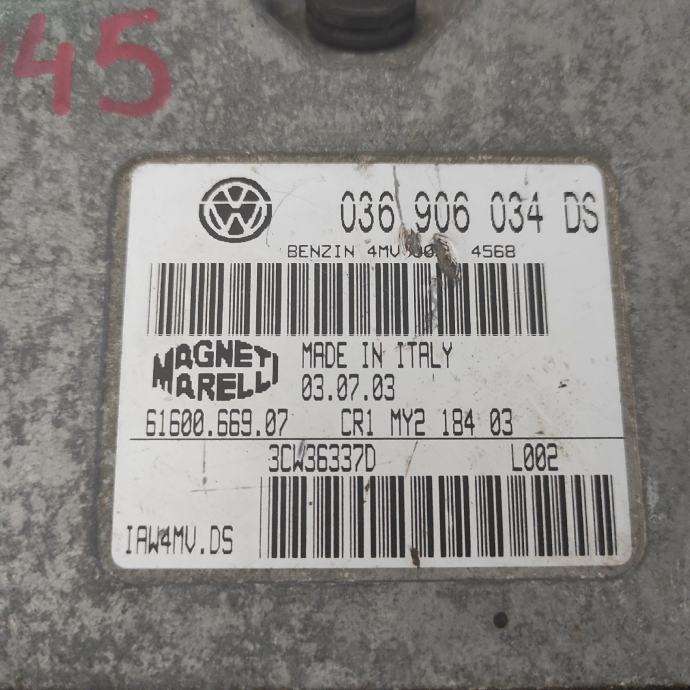 45
036 906 034 DS
BENZIN 4MV 4568
MAGNETI MARELLI
MADE IN ITALY
03.07.03
61600.669.07 CR1 MY2 184 03
3CW36337D L002
IAW4MV.DS